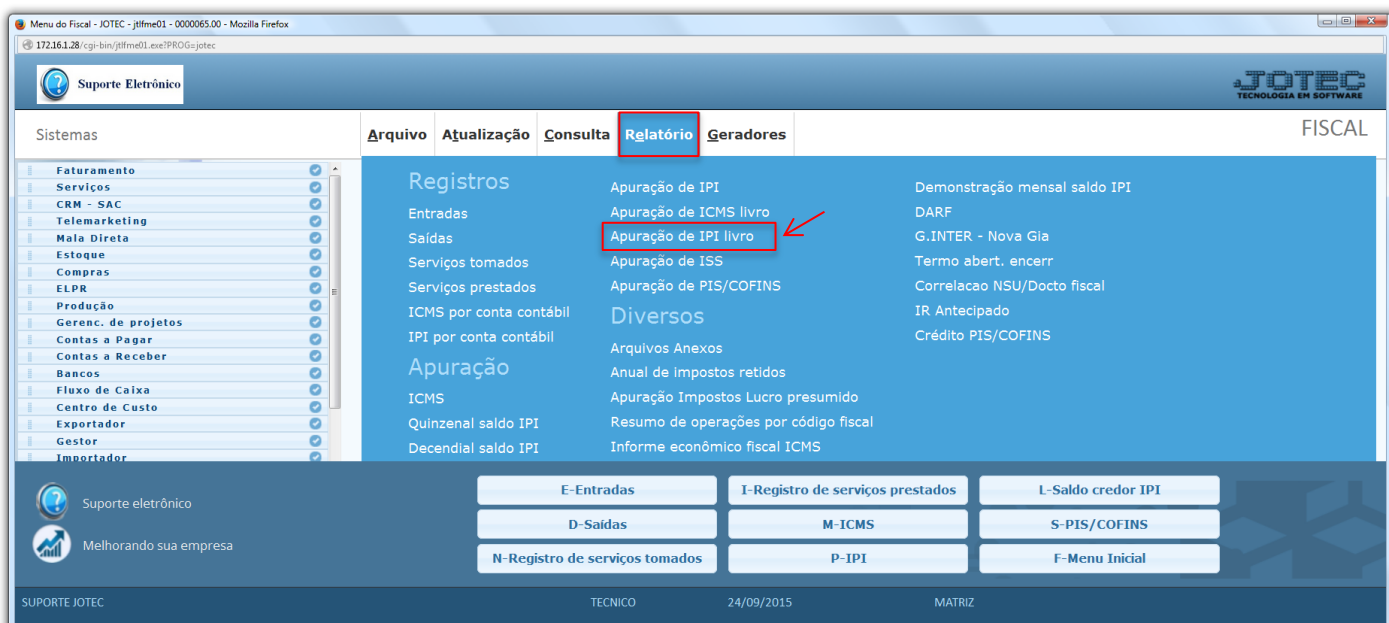 Menu do Fiscal - JOTEC - jtlfme01 - 0000065.00 - Mozilla Firefox
172.16.1.28/cgi-bin/jtlfme01.exe?PROG=jotec
Suporte Eletrônico
JOTEC
TECNOLOGIA EM SOFTWARE
Sistemas
Arquivo Atualização Consulta Relatório Geradores
FISCAL
Faturamento
Serviços
CRM - SAC
Telemarketing
Mala Direta
Estoque
Compras
ELPR
Produção
Gerenc. de projetos
Contas a Pagar
Contas a Receber
Bancos
Fluxo de Caixa
Centro de Custo
Exportador
Gestor
Importador
Registros
Entradas
Saídas
Serviços tomados
Serviços prestados
ICMS por conta contábil
IPI por conta contábil
Apuração
ICMS
Quinzenal saldo IPI
Decendial saldo IPI
Apuração de IPI
Apuração de ICMS livro
Apuração de IPI livro
Apuração de ISS
Apuração de PIS/COFINS
Diversos
Arquivos Anexos
Anual de impostos retidos
Apuração Impostos Lucro presumido
Resumo de operações por código fiscal
Informe econômico fiscal ICMS
Demonstração mensal saldo IPI
DARF
G.INTER - Nova Gia
Termo abert. encerr
Correlacao NSU/Docto fiscal
IR Antecipado
Crédito PIS/COFINS
Suporte eletrônico
Melhorando sua empresa
E-Entradas
I-Registro de serviços prestados
L-Saldo credor IPI
D-Saídas
M-ICMS
S-PIS/COFINS
N-Registro de serviços tomados
P-IPI
F-Menu Inicial
SUPORTE JOTEC
TECNICO
24/09/2015
MATRIZ